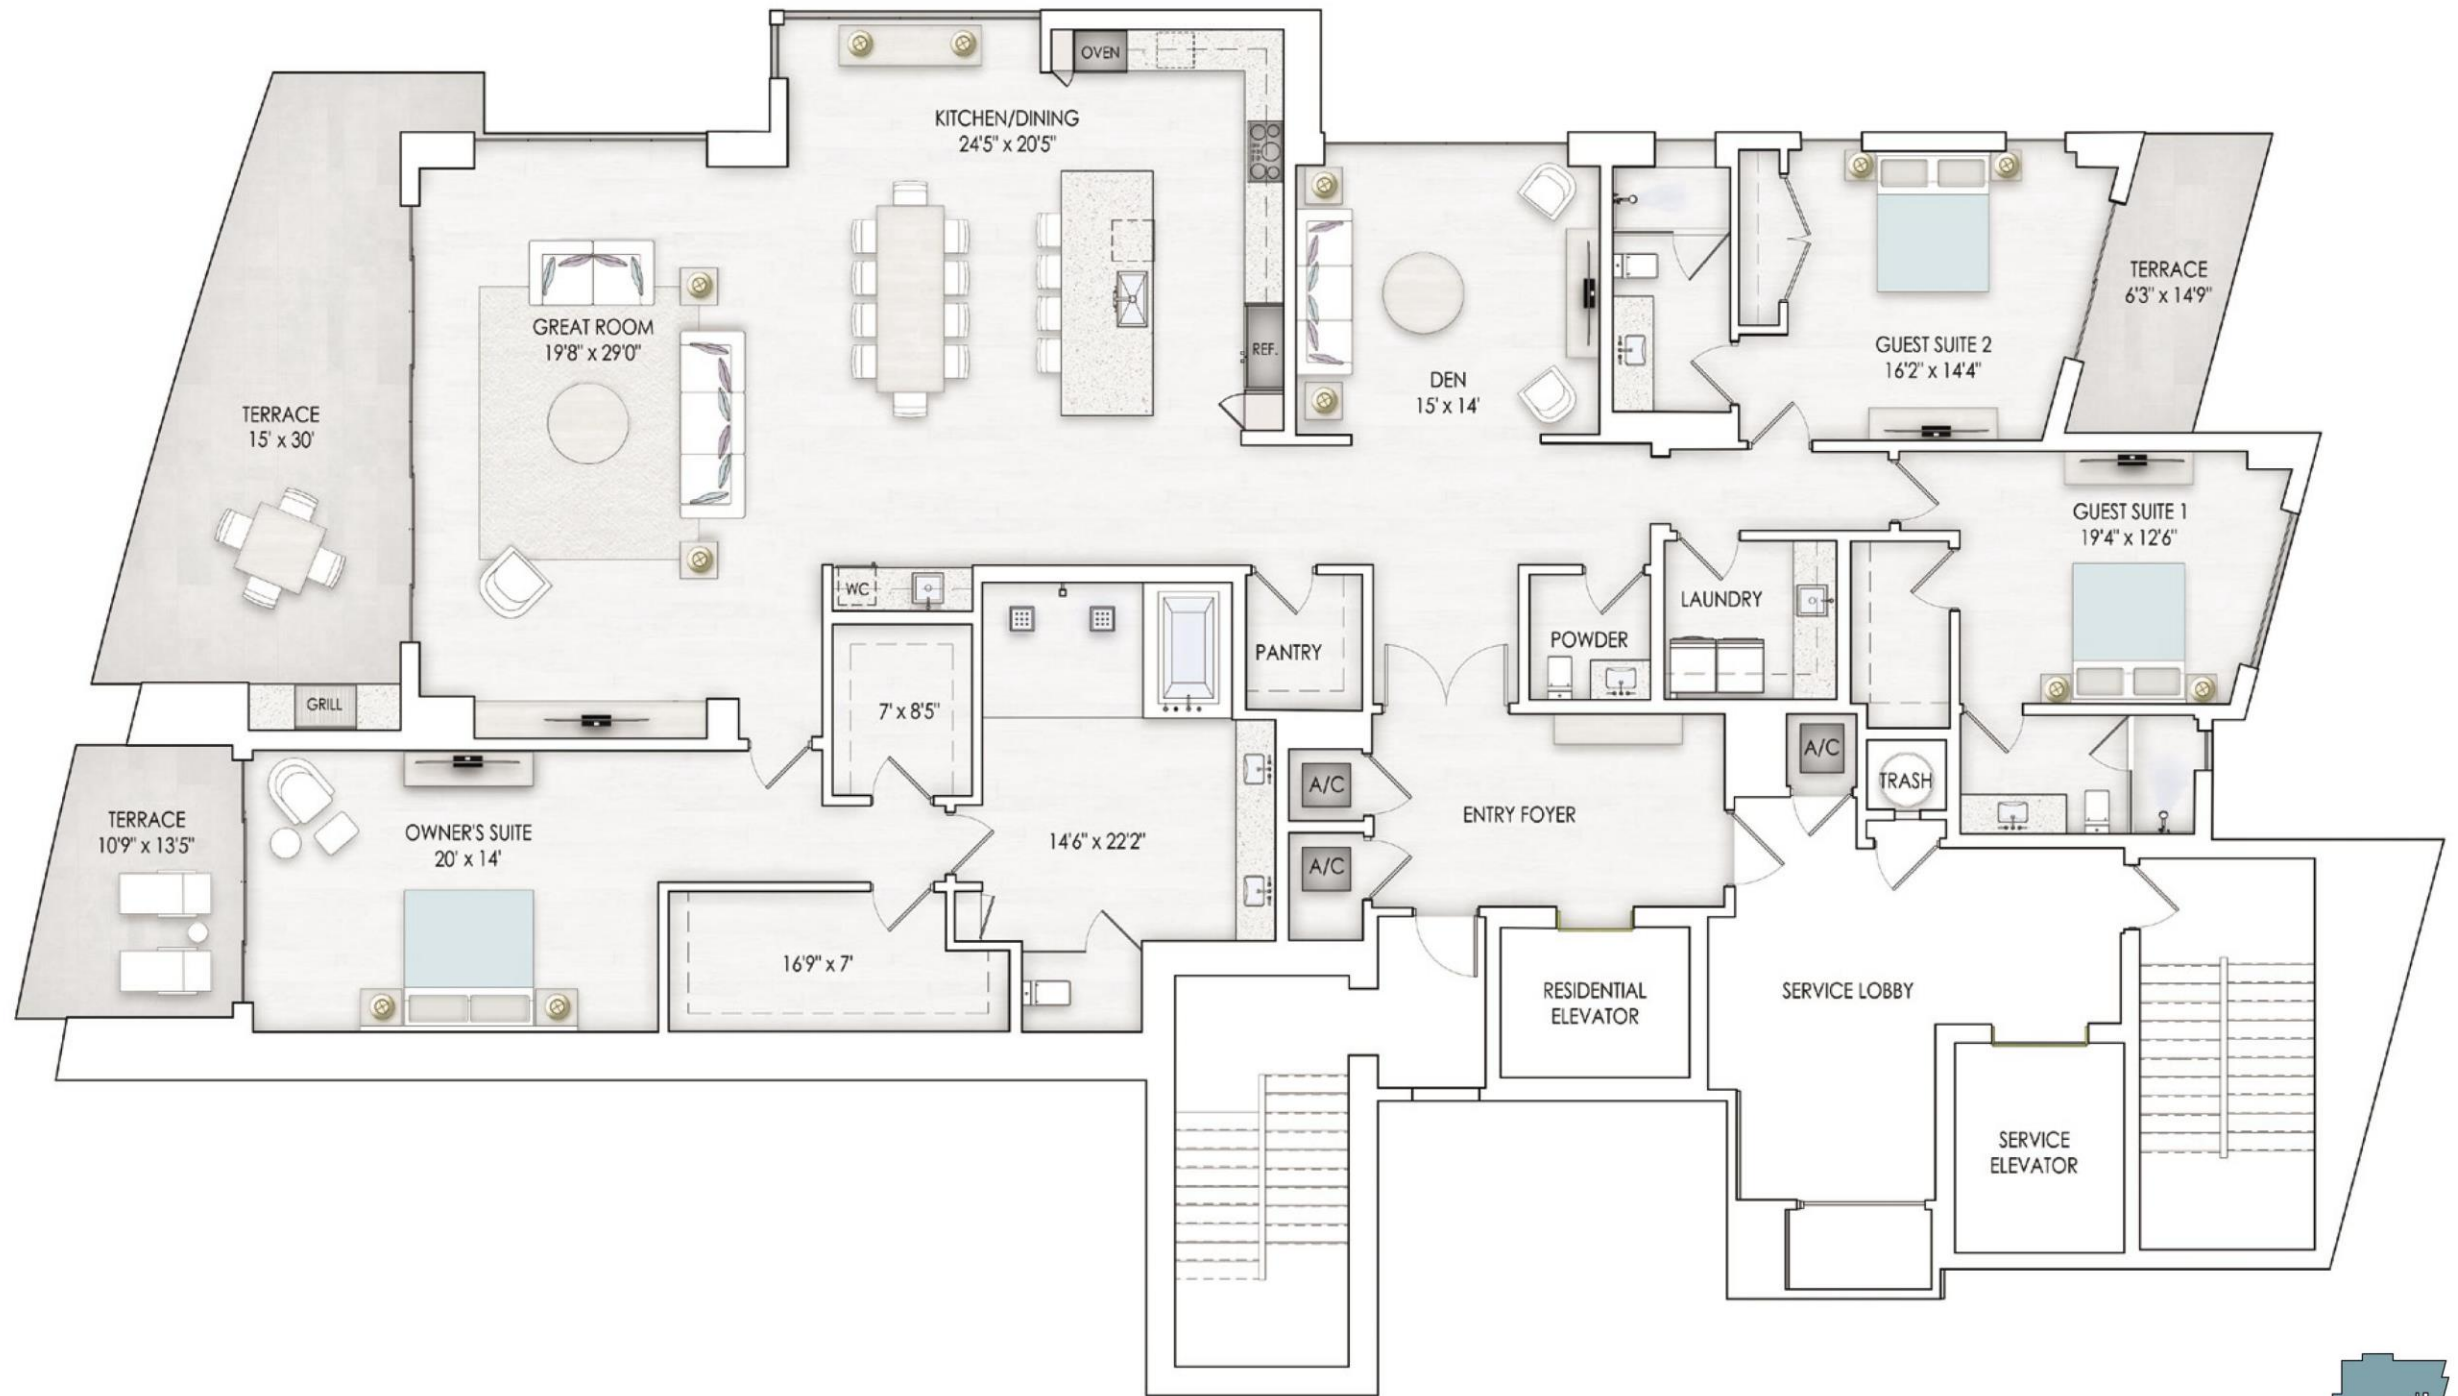 OVEN
KITCHEN/DINING
24'5" x 20'5"
TERRACE
6'3" x 14'9"
GREAT ROOM
19'8" x 29'0"
REF.
GUEST SUITE 2
16'2" x 14'4"
DEN
15' x 14'
TERRACE
15' x 30'
GUEST SUITE 1
19'4" x 12'6"
WC
LAUNDRY
POWDER
PANTRY
GRILL
7' x 8'5"
A/C
TRASH
A/C
ENTRY FOYER
TERRACE
10'9" x 13'5"
OWNER'S SUITE
20' x 14'
14'6" x 22'2"
A/C
16'9" x 7'
RESIDENTIAL
ELEVATOR
SERVICE LOBBY
SERVICE
ELEVATOR